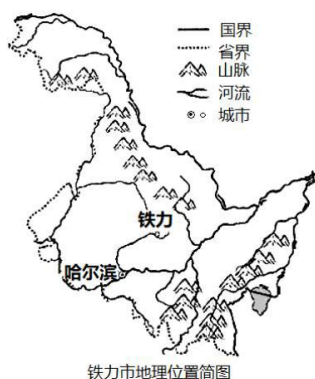 国界
省界
山脉
河流
城市
铁力
哈尔滨
铁力市地理位置简图